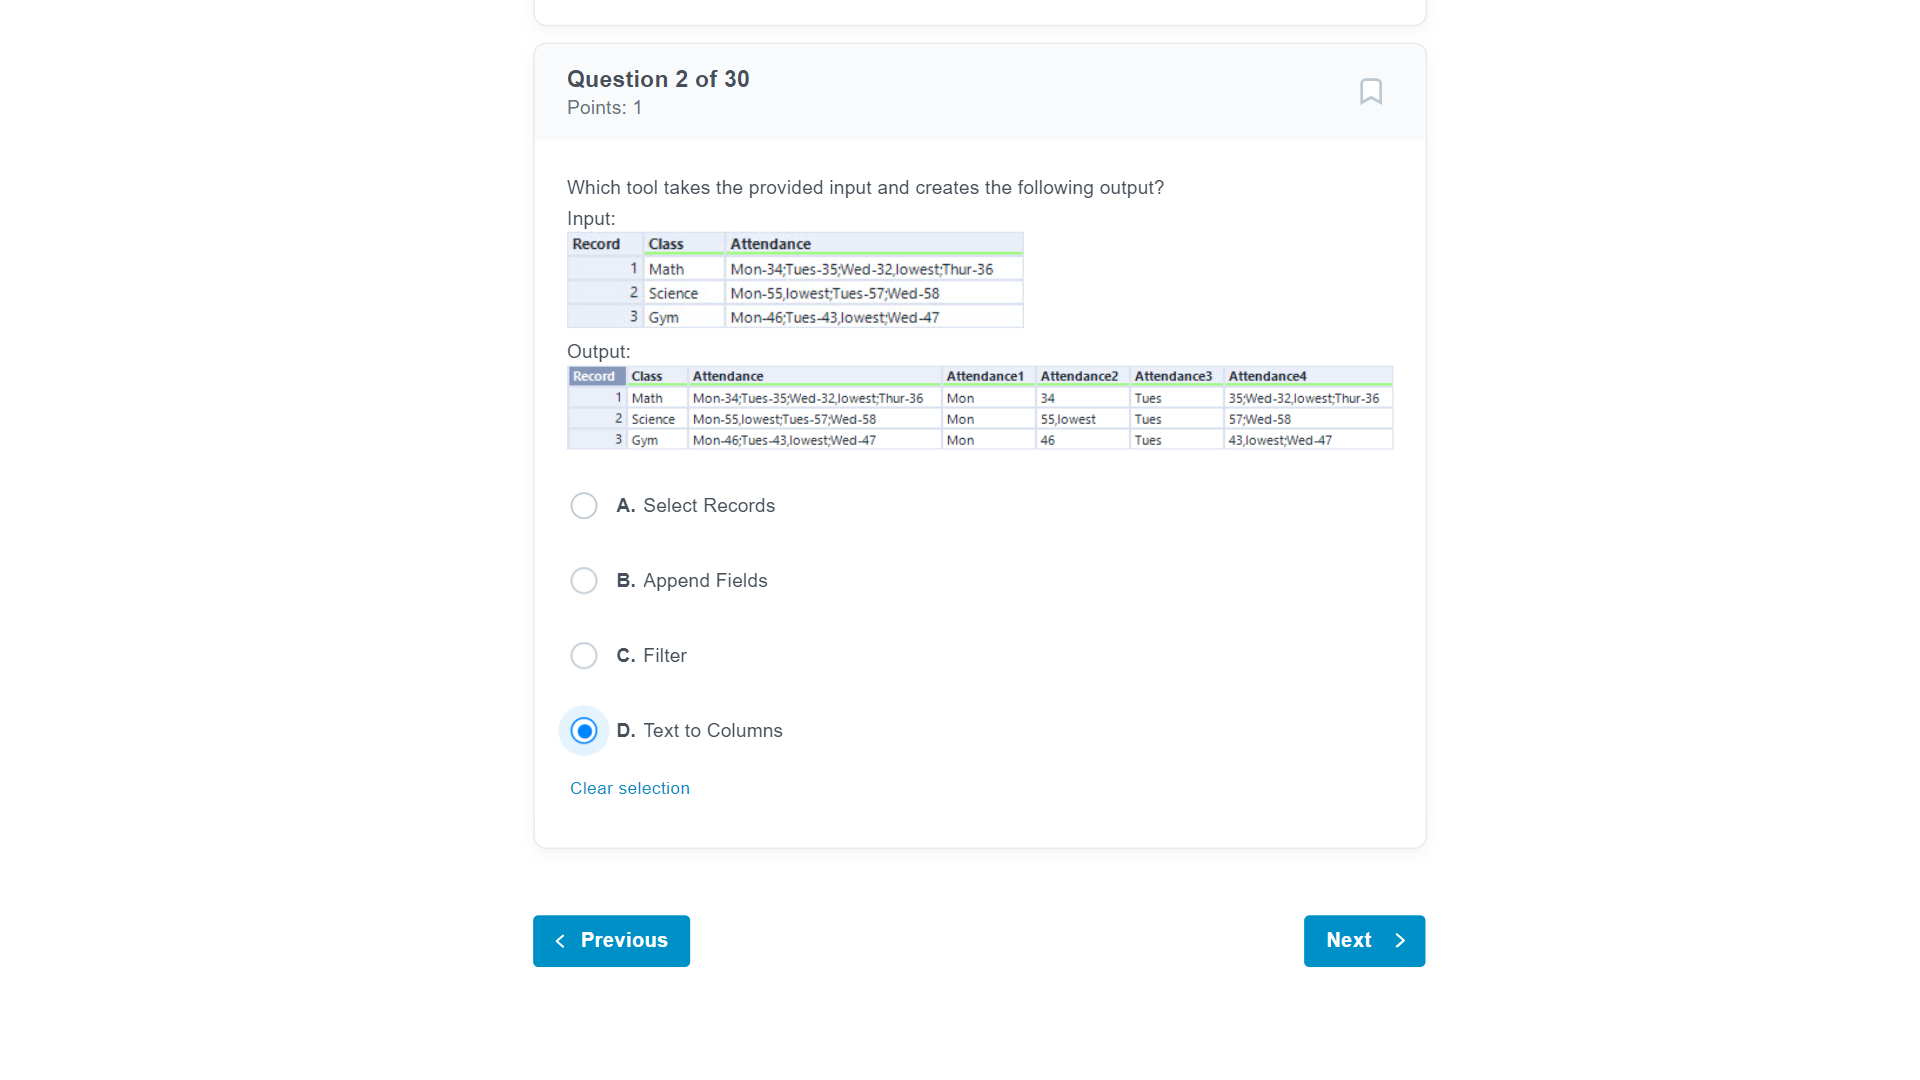 Question 2 of 30
Points: 1
Which tool takes the provided input and creates the following output?
Input:
Record Class Attendance
1 Math Mon-34;Tues-35;Wed-32,lowest;Thur-36
2 Science Mon-55,lowest;Tues-57;Wed-58
3 Gym Mon-46;Tues-43,lowest;Wed-47
Output:
Record Class Attendance Attendance1 Attendance2 Attendance3 Attendance4
1 Math Mon-34;Tues-35;Wed-32,lowest;Thur-36 Mon 34 Tues 35;Wed-32,lowest;Thur-36
2 Science Mon-55,lowest;Tues-57;Wed-58 Mon 55,lowest Tues 57;Wed-58
3 Gym Mon-46;Tues-43,lowest;Wed-47 Mon 46 Tues 43,lowest;Wed-47
A. Select Records
B. Append Fields
C. Filter
D. Text to Columns
Clear selection
Previous
Next